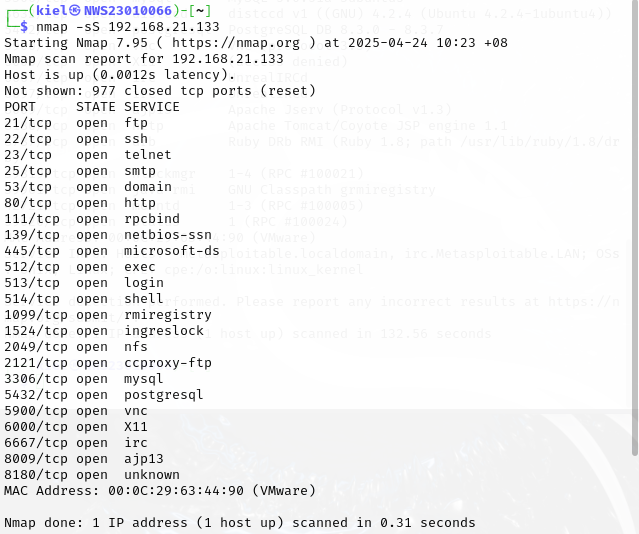 ┌──(kiel㉿NWS23010066)-[~]
└─$ nmap -sS 192.168.21.133
Starting Nmap 7.95 ( https://nmap.org ) at 2025-04-24 10:23 +08
Nmap scan report for 192.168.21.133
Host is up (0.0012s latency).
Not shown: 977 closed tcp ports (reset)
PORT     STATE SERVICE
21/tcp   open  ftp
22/tcp   open  ssh
23/tcp   open  telnet
25/tcp   open  smtp
53/tcp   open  domain
80/tcp   open  http
111/tcp  open  rpcbind
139/tcp  open  netbios-ssn
445/tcp  open  microsoft-ds
512/tcp  open  exec
513/tcp  open  login
514/tcp  open  shell
1099/tcp open  rmiregistry
1524/tcp open  ingreslock
2049/tcp open  nfs
2121/tcp open  ccproxy-ftp
3306/tcp open  mysql
5432/tcp open  postgresql
5900/tcp open  vnc
6000/tcp open  X11
6667/tcp open  irc
8009/tcp open  ajp13
8180/tcp open  unknown
MAC Address: 00:0C:29:63:44:90 (VMware)
Nmap done: 1 IP address (1 host up) scanned in 0.31 seconds